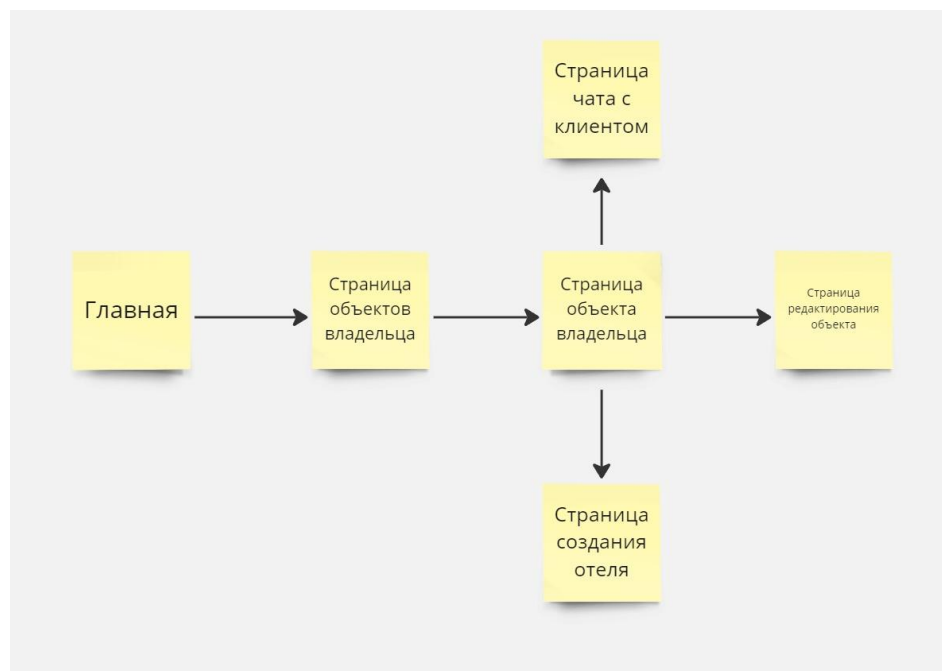 Страница
чата с
клиентом
Главная
Страница
объектов
владельца
Страница
объекта
владельца
Страница
редактирования
объекта
Страница
создания
отеля